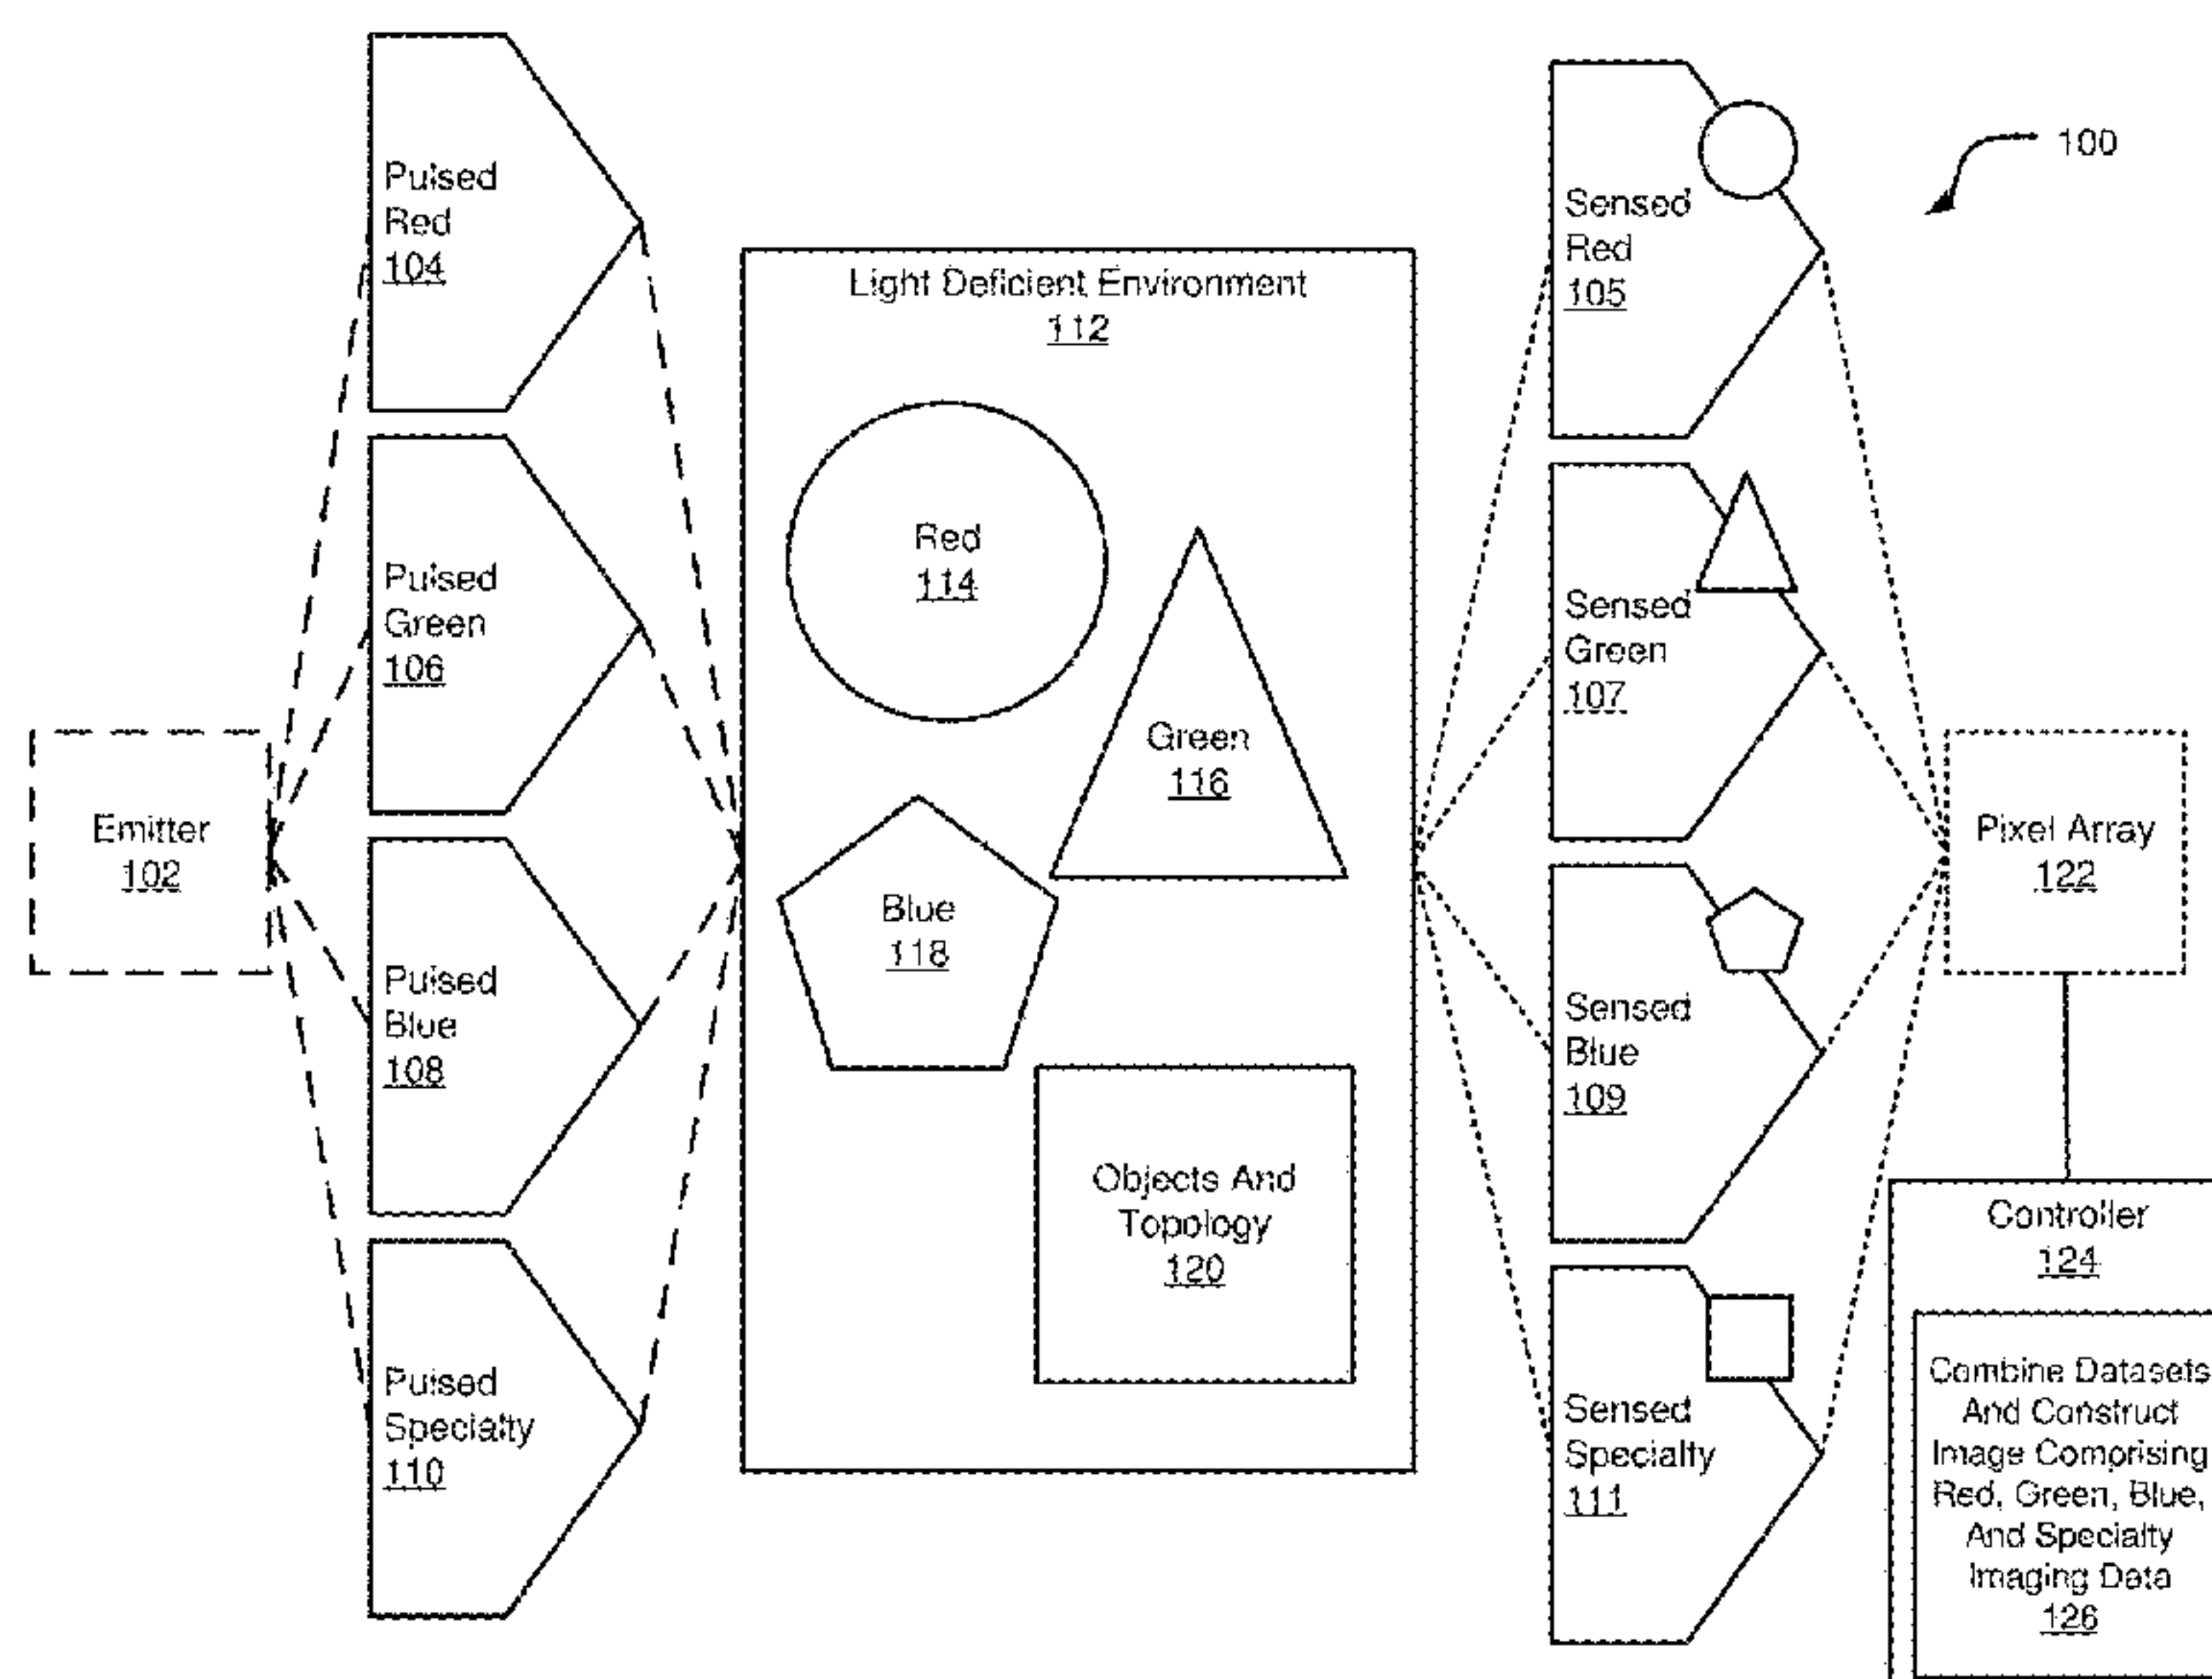 Pulsed
Red
104
Pulsed
Green
106
Emitter
102
Pulsed
Blue
108
Pulsed
Specialty
110
Light Deficient Environment
112
Red
114
Green
116
Blue
118
Objects And
Topology
120
Sensed
Red
105
Sensed
Green
107
Sensed
Blue
109
Sensed
Specialty
111
100
Pixel Array
122
Controller
124
Combine Datasets
And Construct
Image Comprising
Red, Green, Blue,
And Specialty
Imaging Data
126